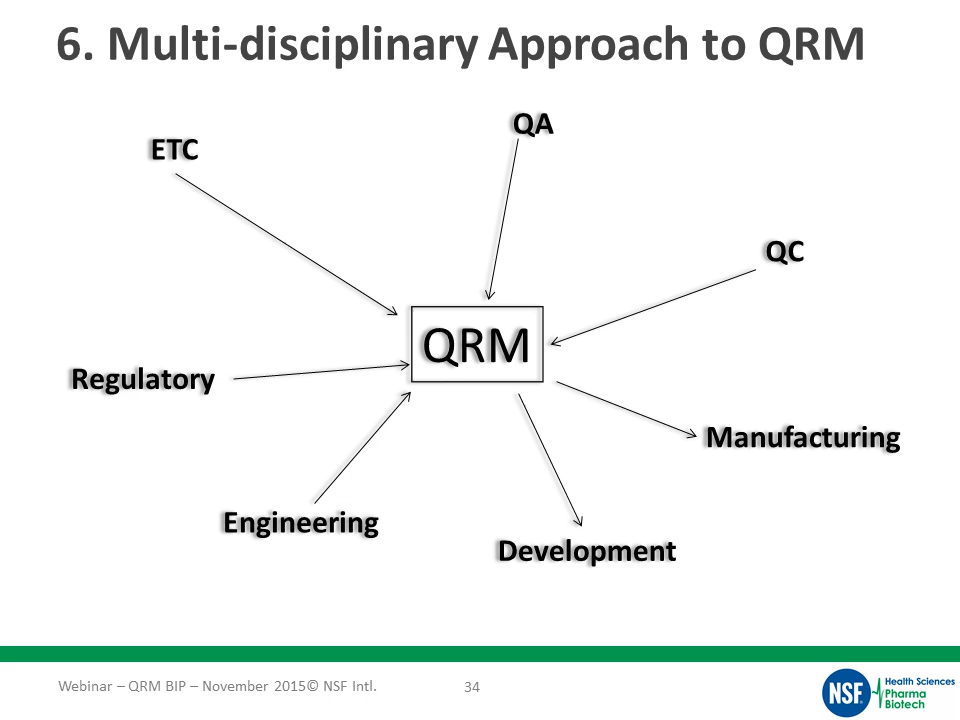 6. Multi-disciplinary Approach to QRM
QA
ETC
QC
QRM
Regulatory
Manufacturing
Engineering
Development
Webinar – QRM BIP – November 2015© NSF Intl.
34
NSF
Health Sciences
Pharma
Biotech